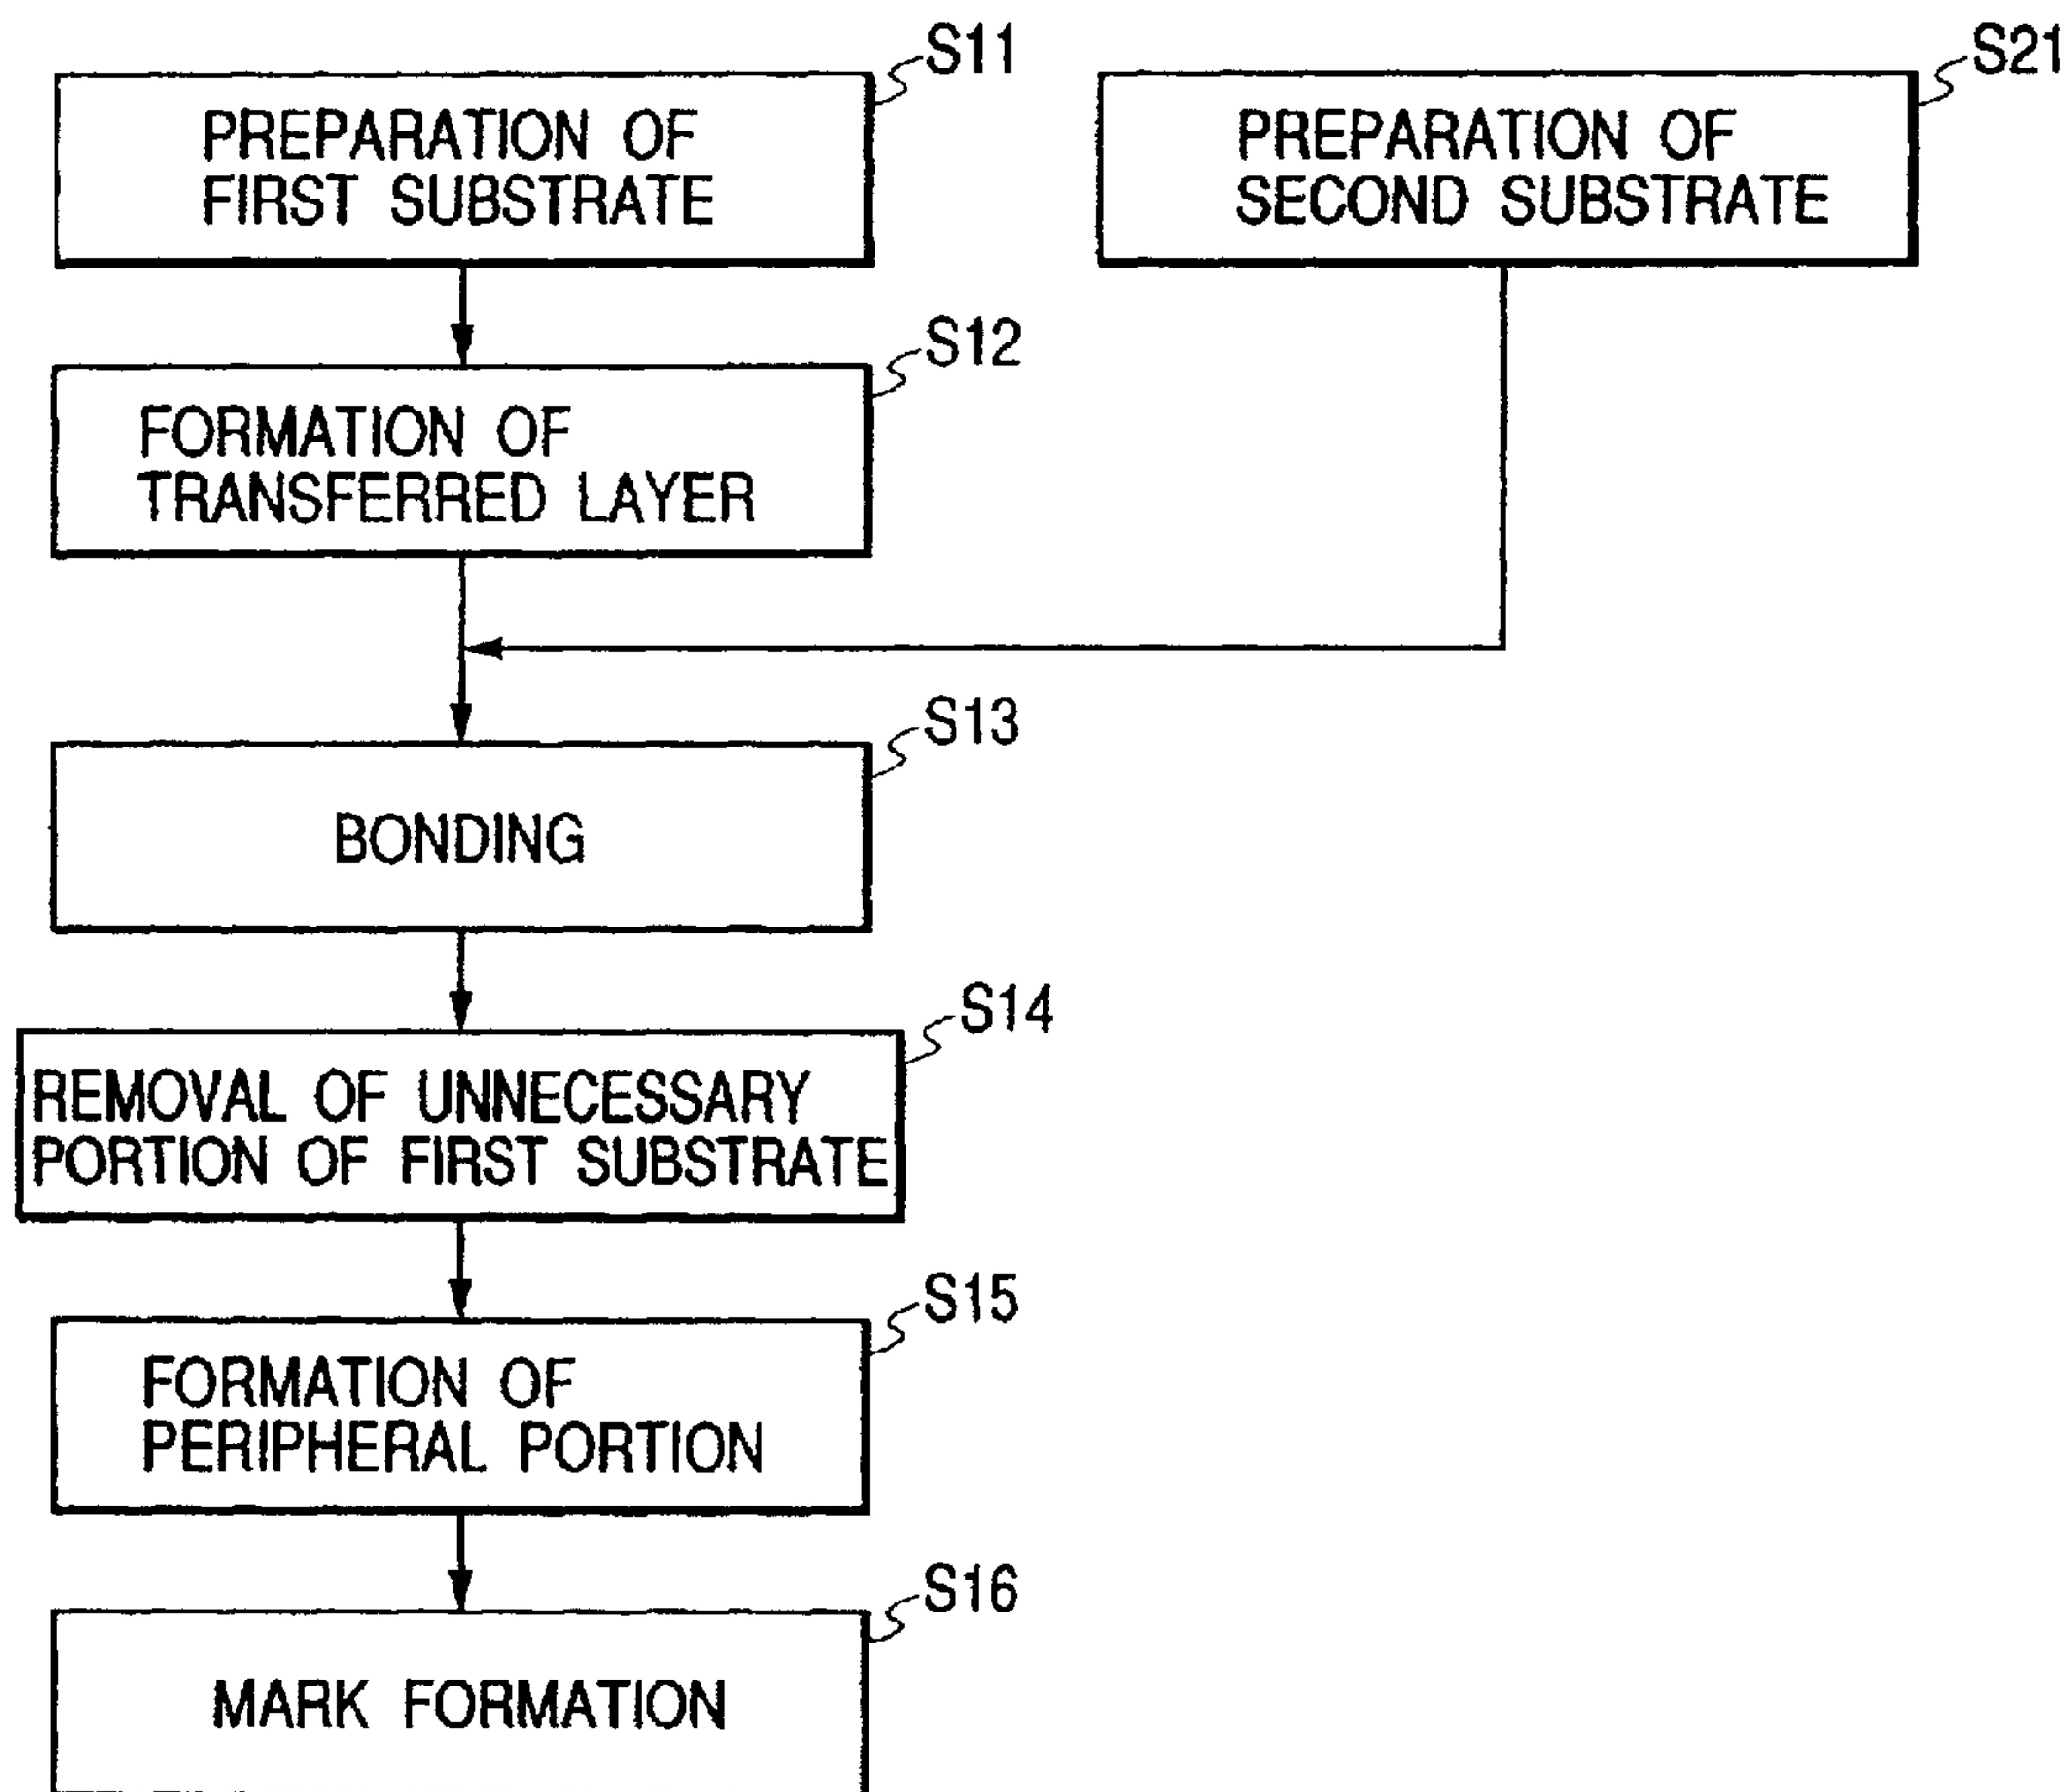 S11
PREPARATION OF
FIRST SUBSTRATE
S21
PREPARATION OF
SECOND SUBSTRATE
S12
FORMATION OF
TRANSFERRED LAYER
S13
BONDING
S14
REMOVAL OF UNNECESSARY
PORTION OF FIRST SUBSTRATE
S15
FORMATION OF
PERIPHERAL PORTION
S16
MARK FORMATION